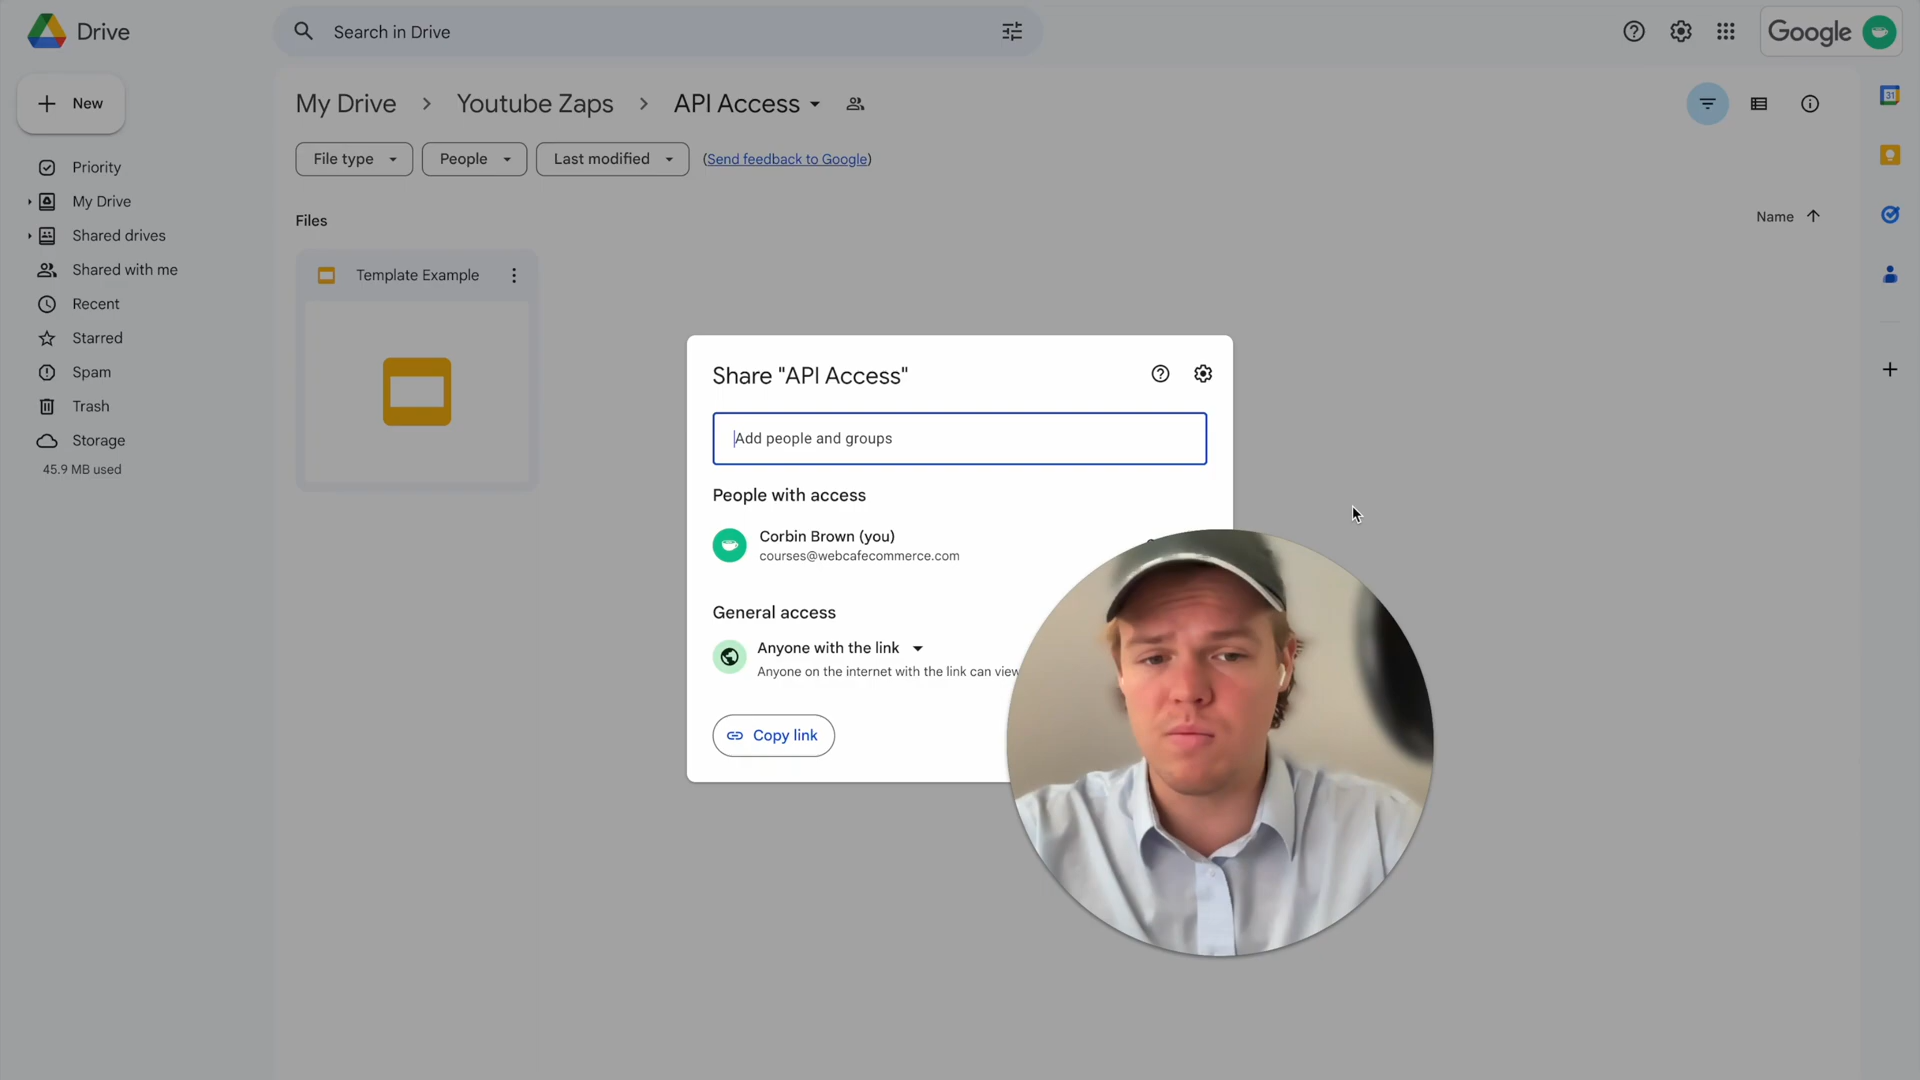 Drive
Search in Drive
Google
New
My Drive
Youtube Zaps
API Access
File type
People
Last modified
(Send feedback to Google)
31
Priority
My Drive
Shared drives
Shared with me
Recent
Starred
Spam
Trash
Storage
45.9 MB used
Files
Name
Template Example
Share "API Access"
Add people and groups
People with access
Corbin Brown (you)
courses@webcafecommerce.com
General access
Anyone with the link
Anyone on the internet with the link can view
Copy link